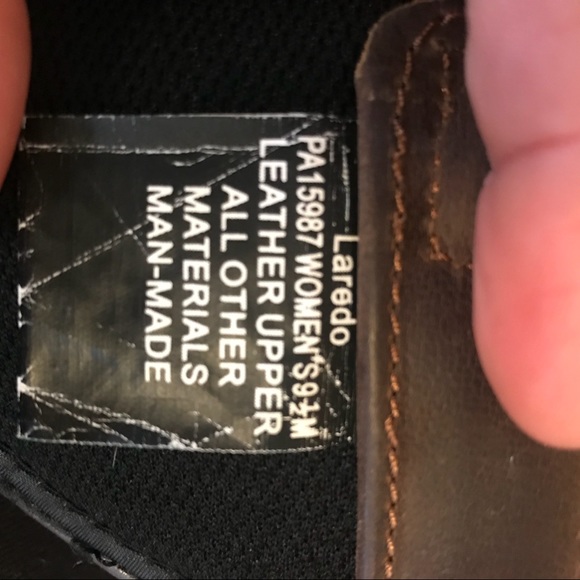 Laredo
PA15987 WOMEN'S 9½M
LEATHER UPPER
ALL OTHER
MATERIALS
MAN-MADE